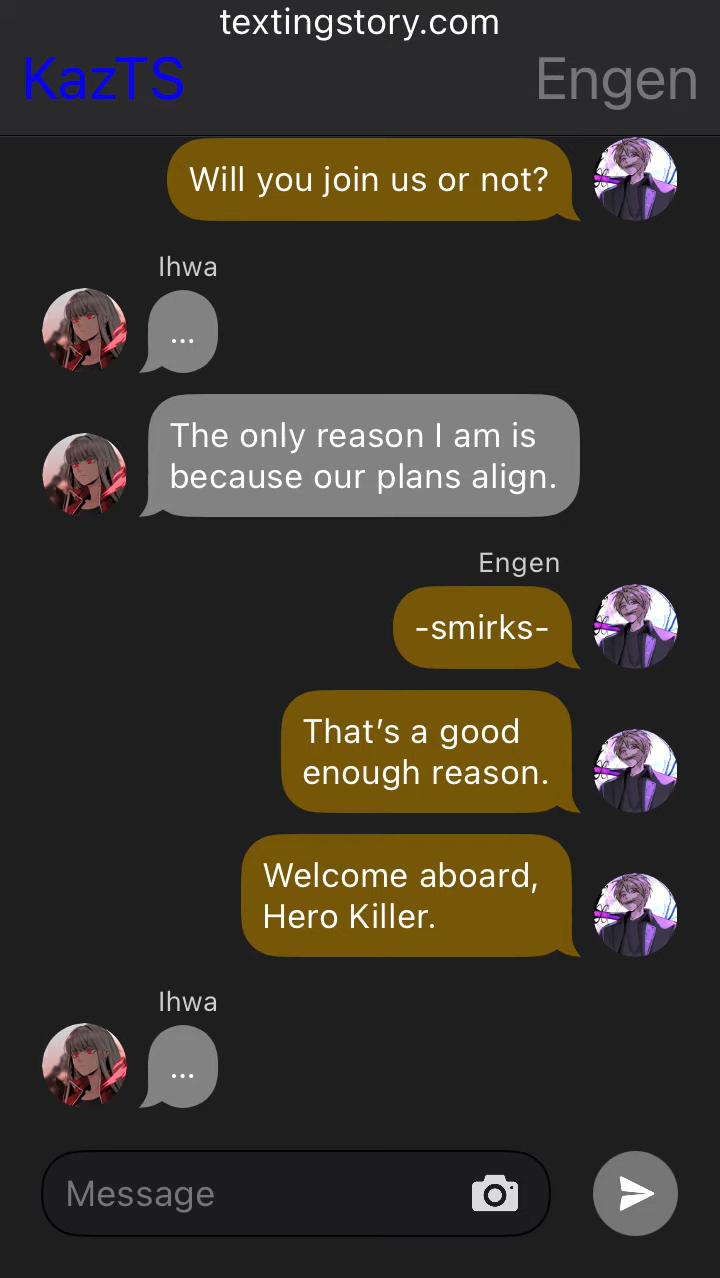 textingstory.com
KazTS
Engen
Will you join us or not?
Ihwa
...
The only reason I am is
because our plans align.
Engen
-smirks-
That’s a good
enough reason.
Welcome aboard,
Hero Killer.
Ihwa
...
Message